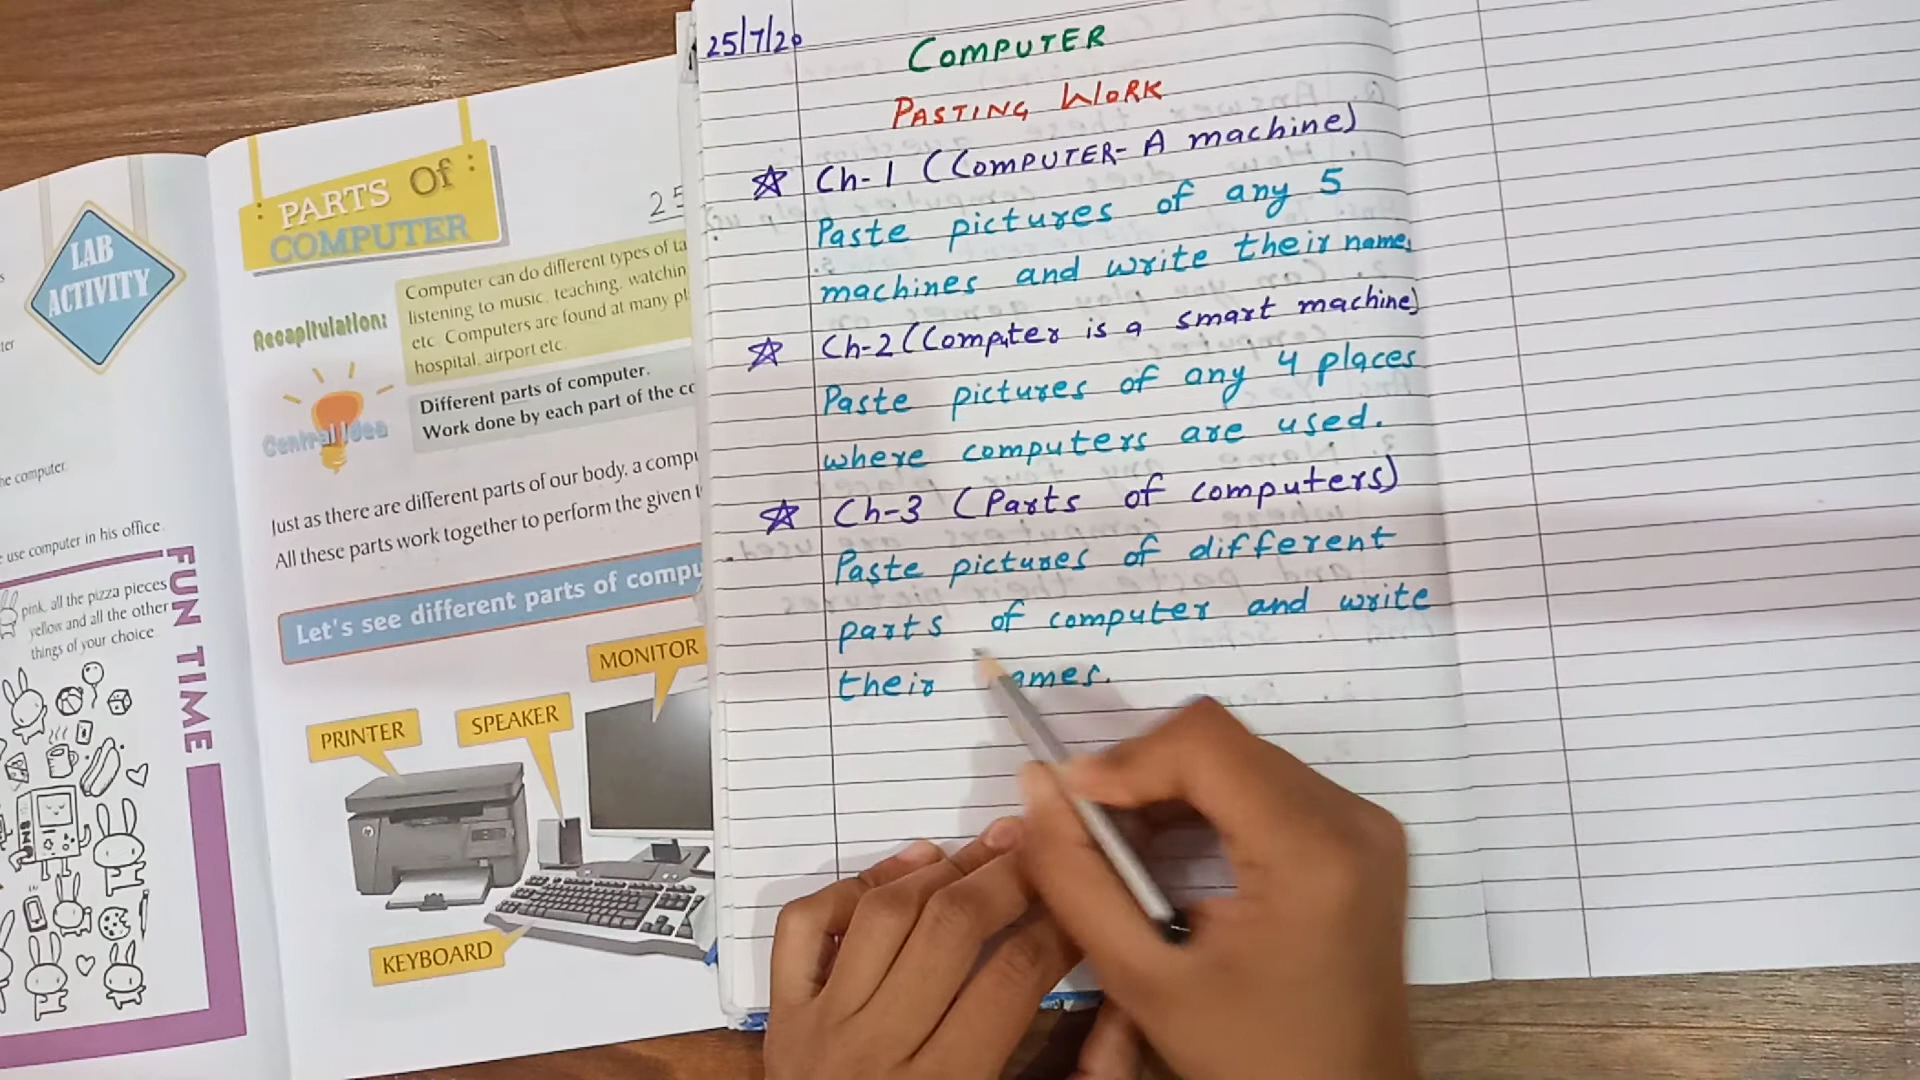 LAB
ACTIVITY
he computer.
use computer in his office.
pink, all the pizza pieces
yellow and all the other
things of your choice.
FUN TIME
PARTS Of
COMPUTER
25
Recapitulation:
Computer can do different types of ta
listening to music, teaching, watchin
etc. Computers are found at many pl
hospital, airport etc.
Central Idea
Different parts of computer.
Work done by each part of the co
Just as there are different parts of our body, a compu
All these parts work together to perform the given t
Let's see different parts of compu
MONITOR
SPEAKER
PRINTER
KEYBOARD
25/7/20
COMPUTER
PASTING WORK
☆ Ch-1 (COMPUTER- A machine)
Paste pictures of any 5
machines and write their name.
☆ Ch-2 (Computer is a smart machine)
Paste pictures of any 4 places
where computers are used.
☆ Ch-3 (Parts of computers)
Paste pictures of different
parts of computer and write
their names.